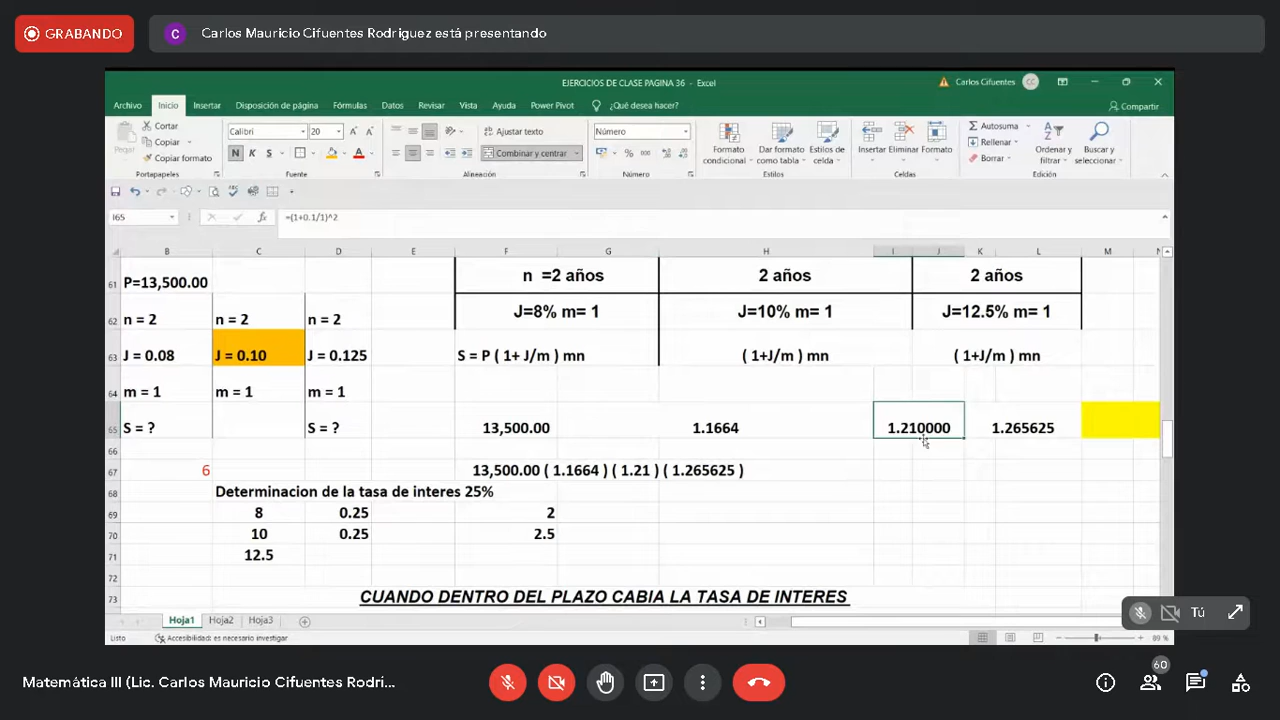 GRABANDO
C Carlos Mauricio Cifuentes Rodriguez está presentando
EJERCICIOS DE CLASE PAGINA 36 - Excel
Carlos Cifuentes CC
Archivo Inicio Insertar Disposición de página Fórmulas Datos Revisar Vista Ayuda Power Pivot ¿Qué desea hacer? Compartir
Pegar
Cortar
Copiar
Copiar formato
Portapapeles
Calibri 20
N K S
Fuente
Ajustar texto
Combinar y centrar
Alineación
Número
% 000
Número
Formato condicional
Dar formato como tabla
Estilos de celda
Estilos
Insertar Eliminar Formato
Celdas
Autosuma
Rellenar
Borrar
Ordenar y filtrar
Buscar y seleccionar
Edición
I65 fx =(1+0.1/1)^2
B C D E F G H I J K L M N
61 P=13,500.00 n =2 años 2 años 2 años
62 n = 2 n = 2 n = 2 J=8% m= 1 J=10% m= 1 J=12.5% m= 1
63 J = 0.08 J = 0.10 J = 0.125 S = P ( 1+ J/m ) mn ( 1+J/m ) mn ( 1+J/m ) mn
64 m = 1 m = 1 m = 1
65 S = ? S = ? 13,500.00 1.1664 1.210000 1.265625
66
67 6 13,500.00 ( 1.1664 ) ( 1.21 ) ( 1.265625 )
68 Determinacion de la tasa de interes 25%
69 8 0.25 2
70 10 0.25 2.5
71 12.5
72
73 CUANDO DENTRO DEL PLAZO CABIA LA TASA DE INTERES
Hoja1 Hoja2 Hoja3
Listo Accesibilidad: es necesario investigar 89 %
Tú
Matemática III (Lic. Carlos Mauricio Cifuentes Rodrí...
60